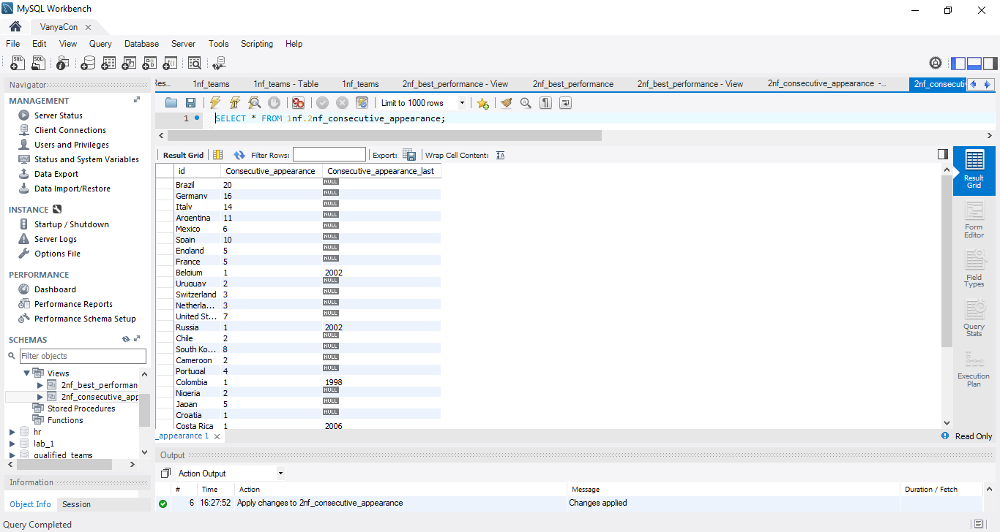 MySQL Workbench
VanyaCon
File Edit View Query Database Server Tools Scripting Help
Navigator
MANAGEMENT
Server Status
Client Connections
Users and Privileges
Status and System Variables
Data Export
Data Import/Restore
INSTANCE
Startup / Shutdown
Server Logs
Options File
PERFORMANCE
Dashboard
Performance Reports
Performance Schema Setup
SCHEMAS
Filter objects
Views
2nf_best_performan
2nf_consecutive_app
Stored Procedures
Functions
hr
lab_1
qualified_teams
Information
Object Info Session
Query Completed
Res... 1nf_teams 1nf_teams - Table 1nf_teams 2nf_best_performance - View 2nf_best_performance 2nf_best_performance - View 2nf_consecutive_appearance -... 2nf_consecuti
Limit to 1000 rows
1 SELECT * FROM 1nf.2nf_consecutive_appearance;
Result Grid Filter Rows: Export: Wrap Cell Content: IA
id Consecutive_appearance Consecutive_appearance_last
Brazil 20 NULL
Germany 16 NULL
Italy 14 NULL
Argentina 11 NULL
Mexico 6 NULL
Spain 10 NULL
England 5 NULL
France 5 NULL
Belgium 1 2002
Uruguay 2 NULL
Switzerland 3 NULL
Netherla... 3 NULL
United St... 7 NULL
Russia 1 2002
Chile 2 NULL
South Ko... 8 NULL
Cameroon 2 NULL
Portugal 4 NULL
Colombia 1 1998
Nigeria 2 NULL
Japan 5 NULL
Croatia 1 NULL
Costa Rica 1 2006
Result
Grid
Form
Editor
Field
Types
Query
Stats
Execution
Plan
_appearance 1
Read Only
Output
Action Output
# Time Action Message Duration / Fetch
6 16:27:52 Apply changes to 2nf_consecutive_appearance Changes applied